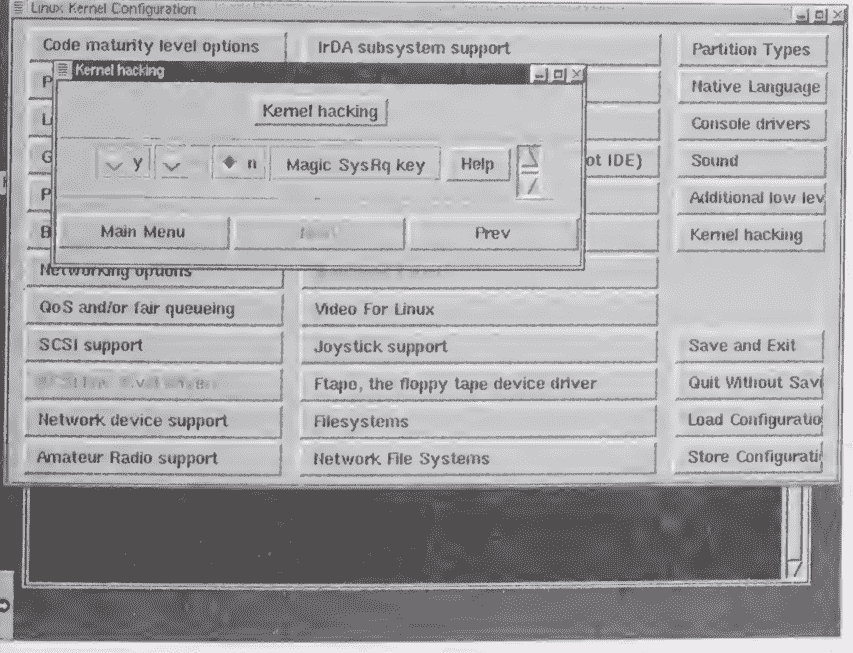 Linux Kernel Configuration
Code maturity level options
IrDA subsystem support
Partition Types
Kernel hacking
Native Language
Kernel hacking
Console drivers
y
n
Magic SysRq key
Help
ot IDE)
Sound
Additional low lev
Main Menu
Prev
Kernel hacking
Networking options
QoS and/or fair queueing
Video For Linux
SCSI support
Joystick support
Save and Exit
Ftape, the floppy tape device driver
Quit Without Savi
Network device support
Filesystems
Load Configuratio
Amateur Radio support
Network File Systems
Store Configurati